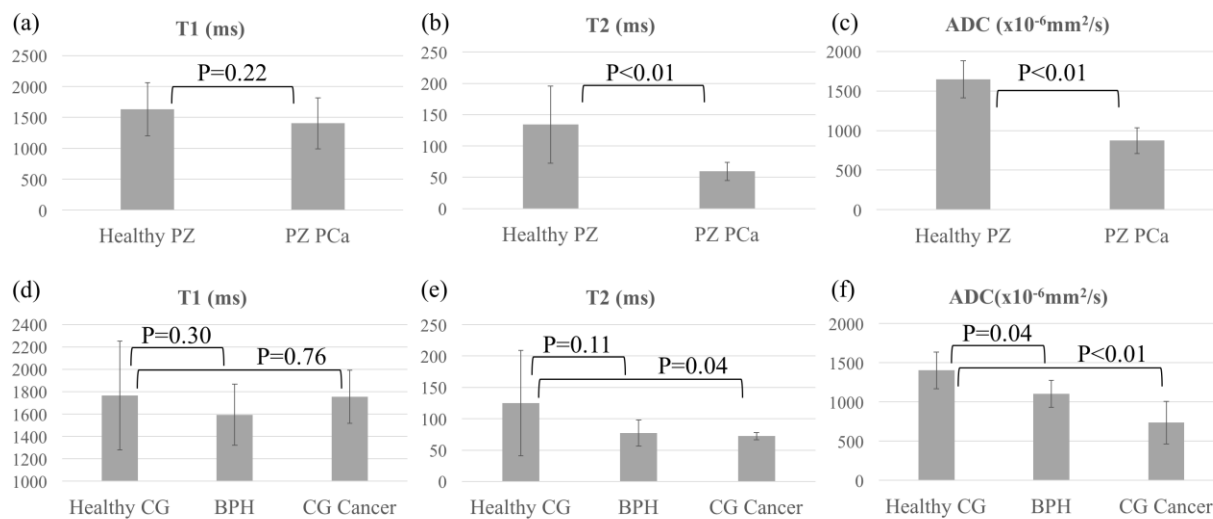 (a)
T1 (ms)
2500
2000
1500
1000
500
0
P=0.22
Healthy PZ
PZ PCa
(b)
T2 (ms)
250
200
150
100
50
0
P<0.01
Healthy PZ
PZ PCa
(c)
ADC (x10⁻⁶mm²/s)
2000
1500
1000
500
0
P<0.01
Healthy PZ
PZ PCa
(d)
T1 (ms)
2400
2200
2000
1800
1600
1400
1200
1000
P=0.30
P=0.76
Healthy CG
BPH
CG Cancer
(e)
T2 (ms)
250
200
150
100
50
0
P=0.11
P=0.04
Healthy CG
BPH
CG Cancer
(f)
ADC(x10⁻⁶mm²/s)
2000
1500
1000
500
0
P=0.04
P<0.01
Healthy CG
BPH
CG Cancer